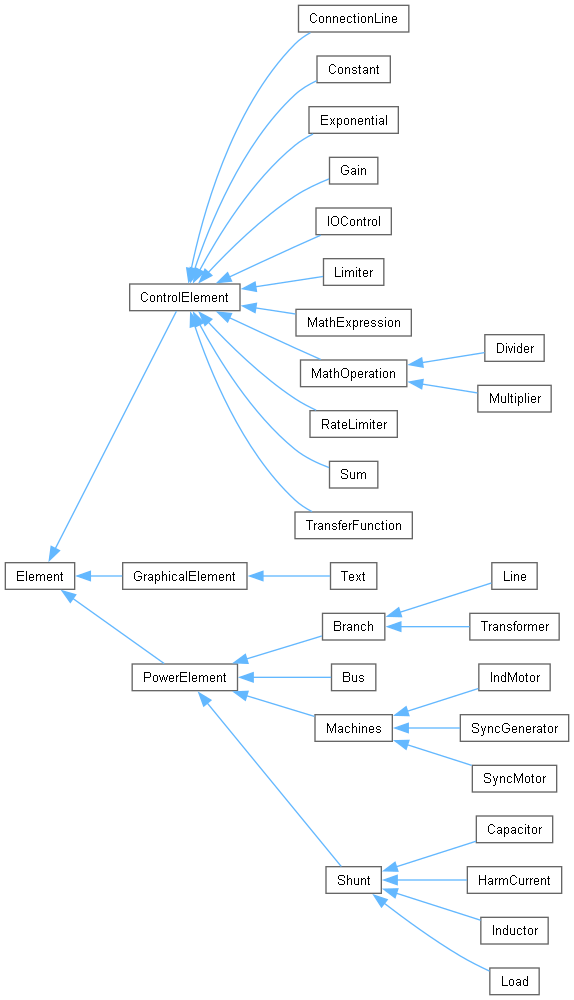 ConnectionLine
Constant
Exponential
Gain
IOControl
Limiter
ControlElement
MathExpression
Divider
MathOperation
Multiplier
RateLimiter
Sum
TransferFunction
Element
GraphicalElement
Text
Line
Branch
Transformer
PowerElement
Bus
IndMotor
Machines
SyncGenerator
SyncMotor
Capacitor
Shunt
HarmCurrent
Inductor
Load